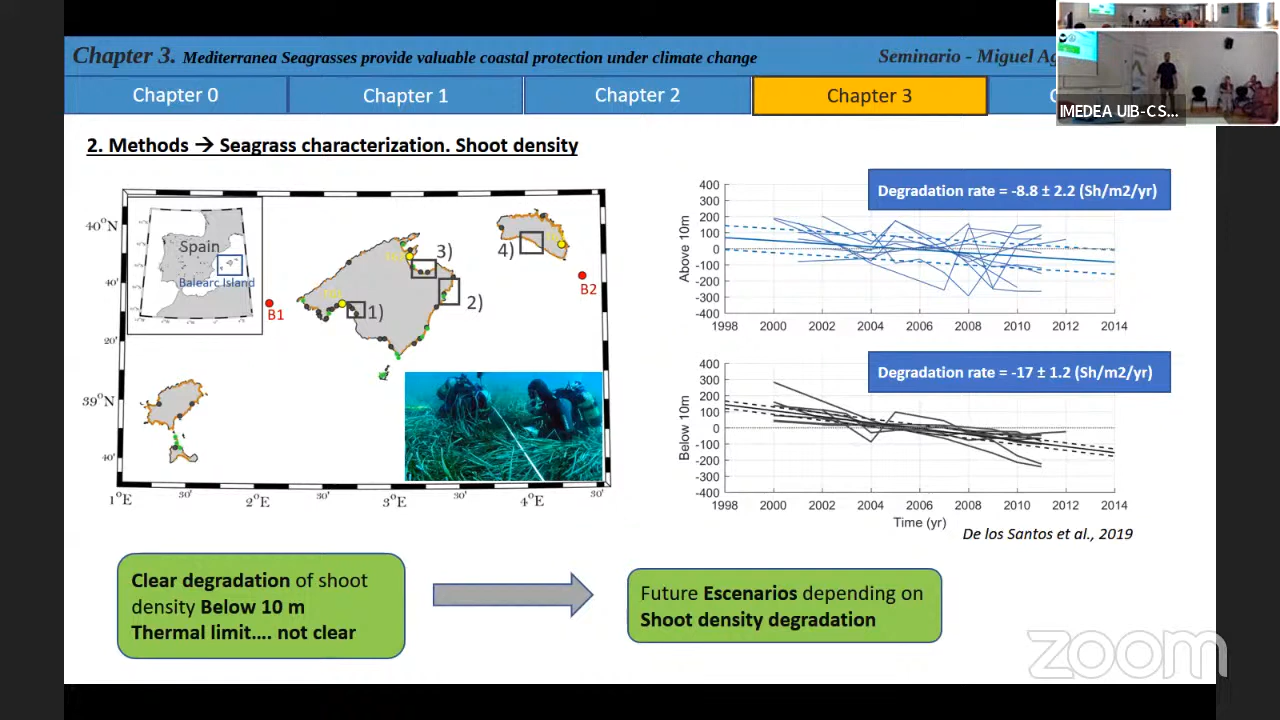 Chapter 3. Mediterranea Seagrasses provide valuable coastal protection under climate change
Seminario - Miguel Ag
Chapter 0
Chapter 1
Chapter 2
Chapter 3
C
IMEDEA UIB-CS...
2. Methods → Seagrass characterization. Shoot density
40°N
40'
20'
39°N
40'
1°E
30'
2°E
30'
3°E
30'
4°E
30'
Spain
Balearc Island
B1
B2
1)
2)
3)
4)
Degradation rate = -8.8 ± 2.2 (Sh/m2/yr)
Above 10m
400
300
200
100
0
-100
-200
-300
-400
1998
2000
2002
2004
2006
2008
2010
2012
2014
Degradation rate = -17 ± 1.2 (Sh/m2/yr)
Below 10m
400
300
200
100
0
-100
-200
-300
-400
1998
2000
2002
2004
2006
2008
2010
2012
2014
Time (yr)
De los Santos et al., 2019
Clear degradation of shoot
density Below 10 m
Thermal limit.... not clear
Future Escenarios depending on
Shoot density degradation
zoom